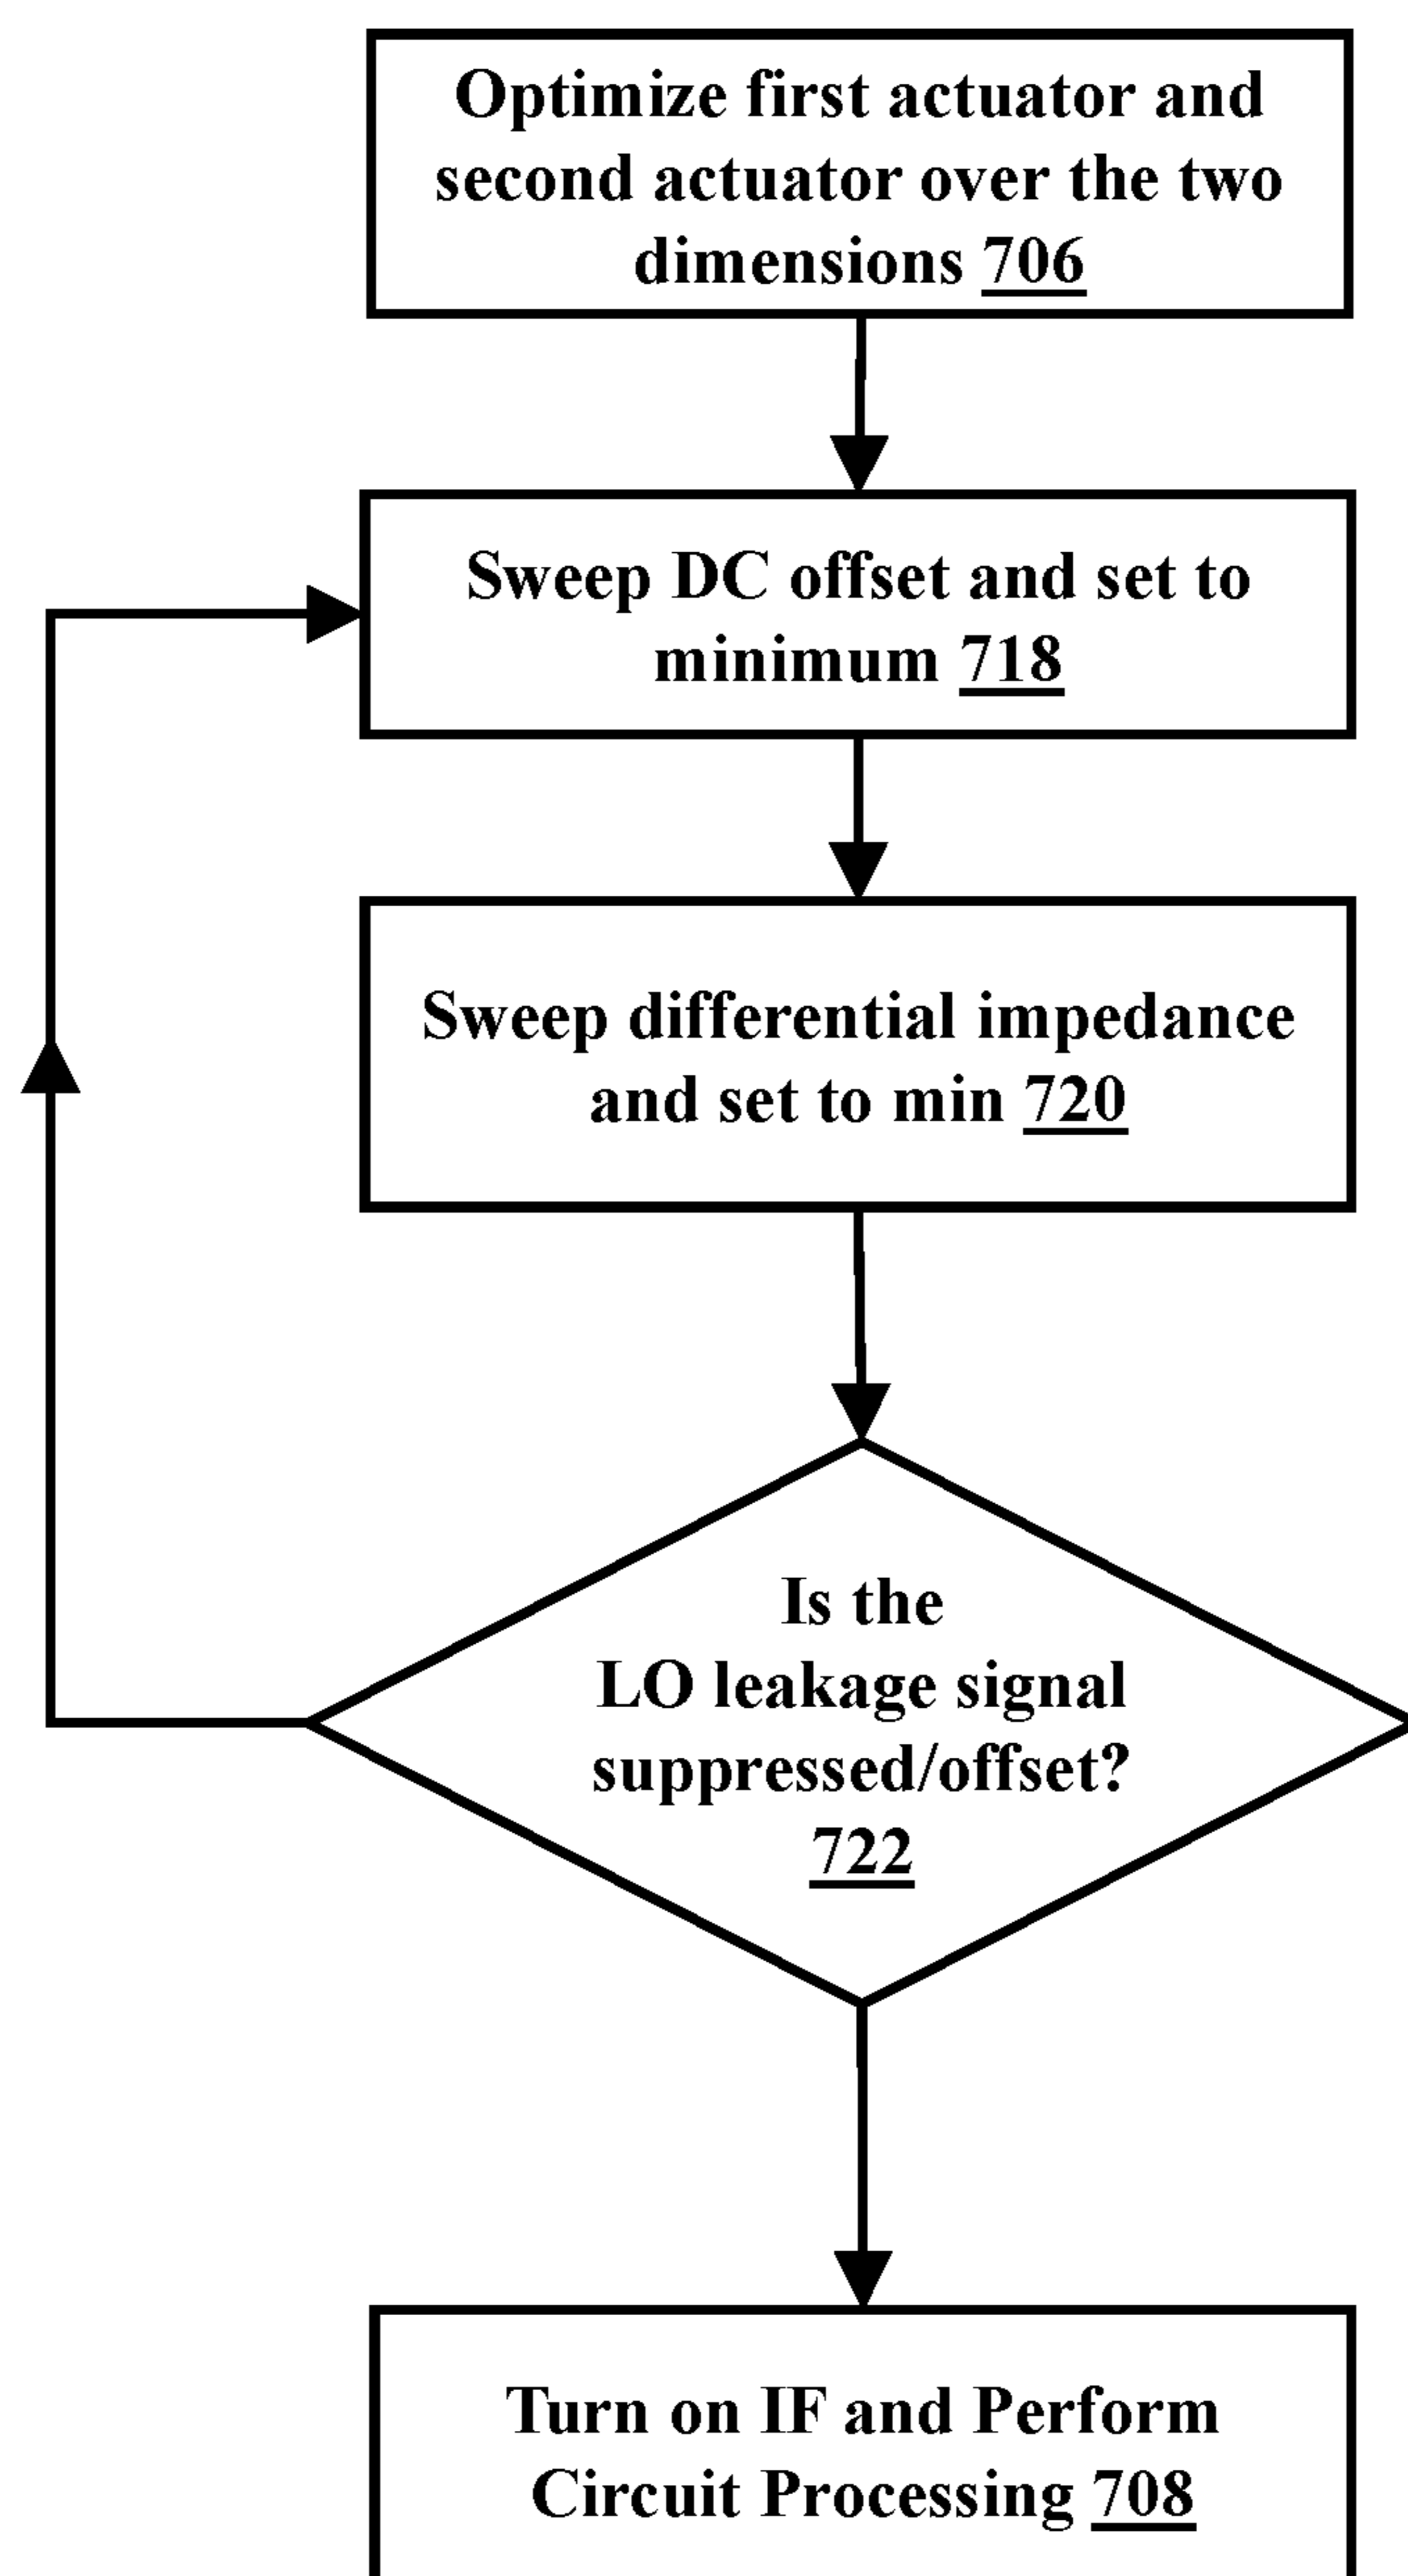 Optimize first actuator and
second actuator over the two
dimensions 706
Sweep DC offset and set to
minimum 718
Sweep differential impedance
and set to min 720
Is the
LO leakage signal
suppressed/offset?
722
Turn on IF and Perform
Circuit Processing 708